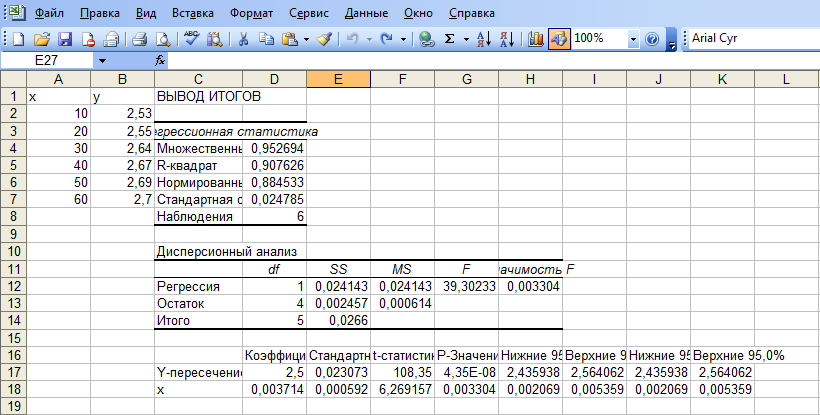 Файл Правка Вид Вставка Формат Сервис Данные Окно Справка
100% Arial Cyr
E27 fx
A B C D E F G H I J K L
1 x y ВЫВОД ИТОГОВ
2 10 2,53
3 20 2,55 егрессионная статистика
4 30 2,64 Множественн 0,952694
5 40 2,67 R-квадрат 0,907626
6 50 2,69 Нормированн 0,884533
7 60 2,7 Стандартная о 0,024785
8 Наблюдения 6
9
10 Дисперсионный анализ
11 df SS MS F ачимость F
12 Регрессия 1 0,024143 0,024143 39,30233 0,003304
13 Остаток 4 0,002457 0,000614
14 Итого 5 0,0266
15
16 Коэффици Стандартн t-статистик P-Значени Нижние 95 Верхние 9 Нижние 95 Верхние 95,0%
17 Y-пересечение 2,5 0,023073 108,35 4,35E-08 2,435938 2,564062 2,435938 2,564062
18 x 0,003714 0,000592 6,269157 0,003304 0,002069 0,005359 0,002069 0,005359
19